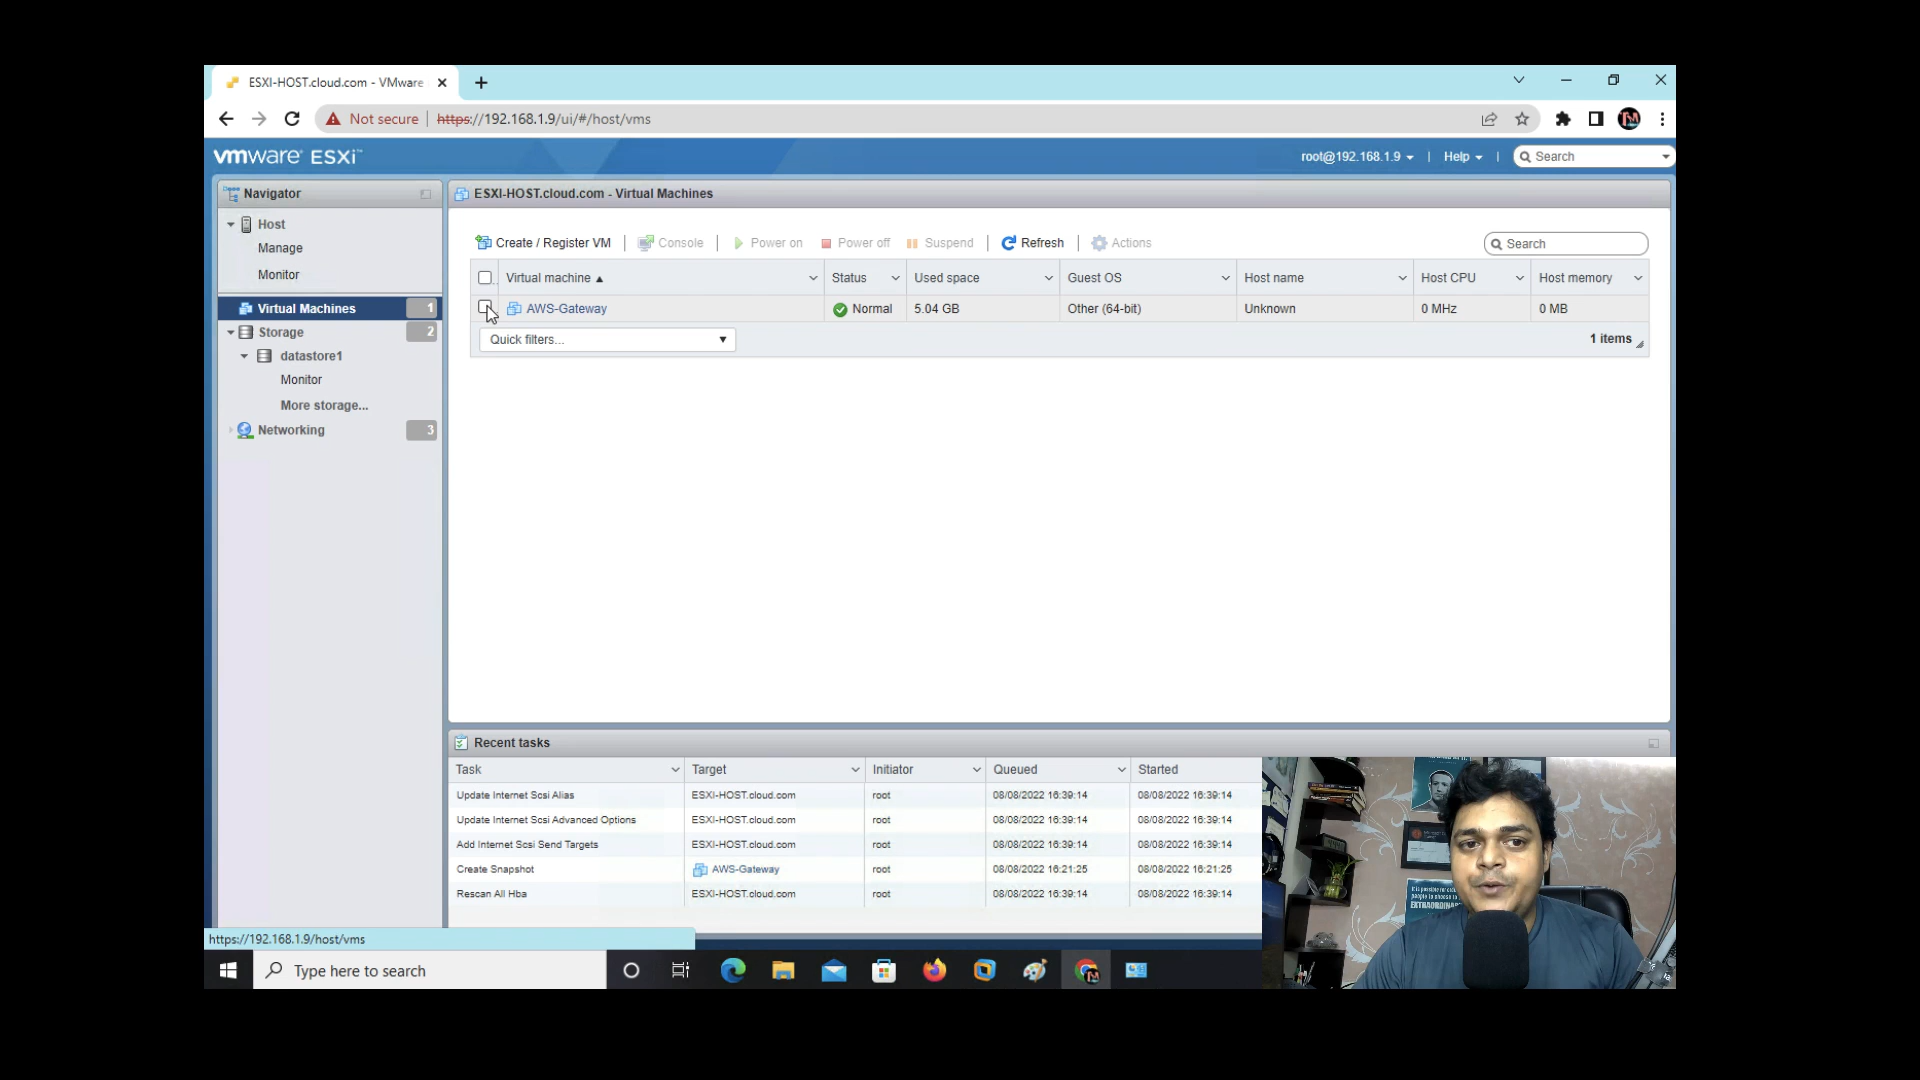 ESXI-HOST.cloud.com - VMware
Not secure | https://192.168.1.9/ui/#/host/vms
vmware ESXi™
root@192.168.1.9 | Help | Search
Navigator
Host
Manage
Monitor
Virtual Machines 1
Storage 2
datastore1
Monitor
More storage...
Networking 3
ESXI-HOST.cloud.com - Virtual Machines
Create / Register VM | Console | Power on Power off Suspend | Refresh | Actions
Search
Virtual machine Status Used space Guest OS Host name Host CPU Host memory
AWS-Gateway Normal 5.04 GB Other (64-bit) Unknown 0 MHz 0 MB
Quick filters... 1 items
Recent tasks
Task Target Initiator Queued Started
Update Internet Scsi Alias ESXI-HOST.cloud.com root 08/08/2022 16:39:14 08/08/2022 16:39:14
Update Internet Scsi Advanced Options ESXI-HOST.cloud.com root 08/08/2022 16:39:14 08/08/2022 16:39:14
Add Internet Scsi Send Targets ESXI-HOST.cloud.com root 08/08/2022 16:39:14 08/08/2022 16:39:14
Create Snapshot AWS-Gateway root 08/08/2022 16:21:25 08/08/2022 16:21:25
Rescan All Hba ESXI-HOST.cloud.com root 08/08/2022 16:39:14 08/08/2022 16:39:14
https://192.168.1.9/host/vms
Type here to search
EXTRAORDINARY